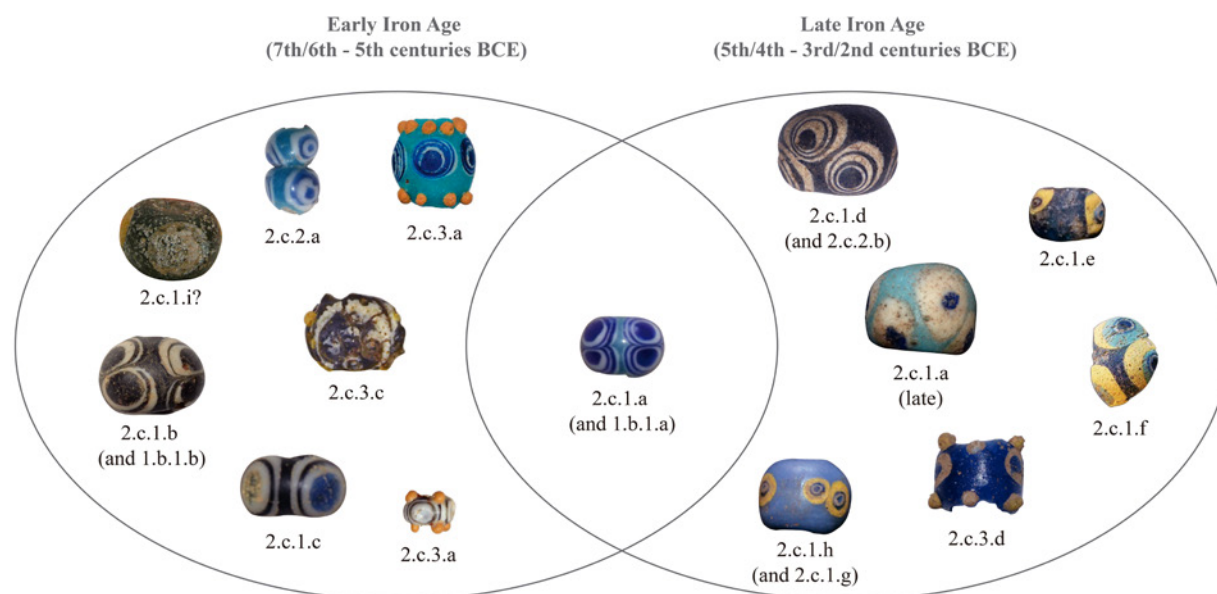 Early Iron Age
(7th/6th - 5th centuries BCE)
Late Iron Age
(5th/4th - 3rd/2nd centuries BCE)
2.c.2.a
2.c.3.a
2.c.1.i?
2.c.3.c
2.c.1.b
(and 1.b.1.b)
2.c.1.c
2.c.3.a
2.c.1.a
(and 1.b.1.a)
2.c.1.d
(and 2.c.2.b)
2.c.1.e
2.c.1.a
(late)
2.c.1.f
2.c.1.h
(and 2.c.1.g)
2.c.3.d